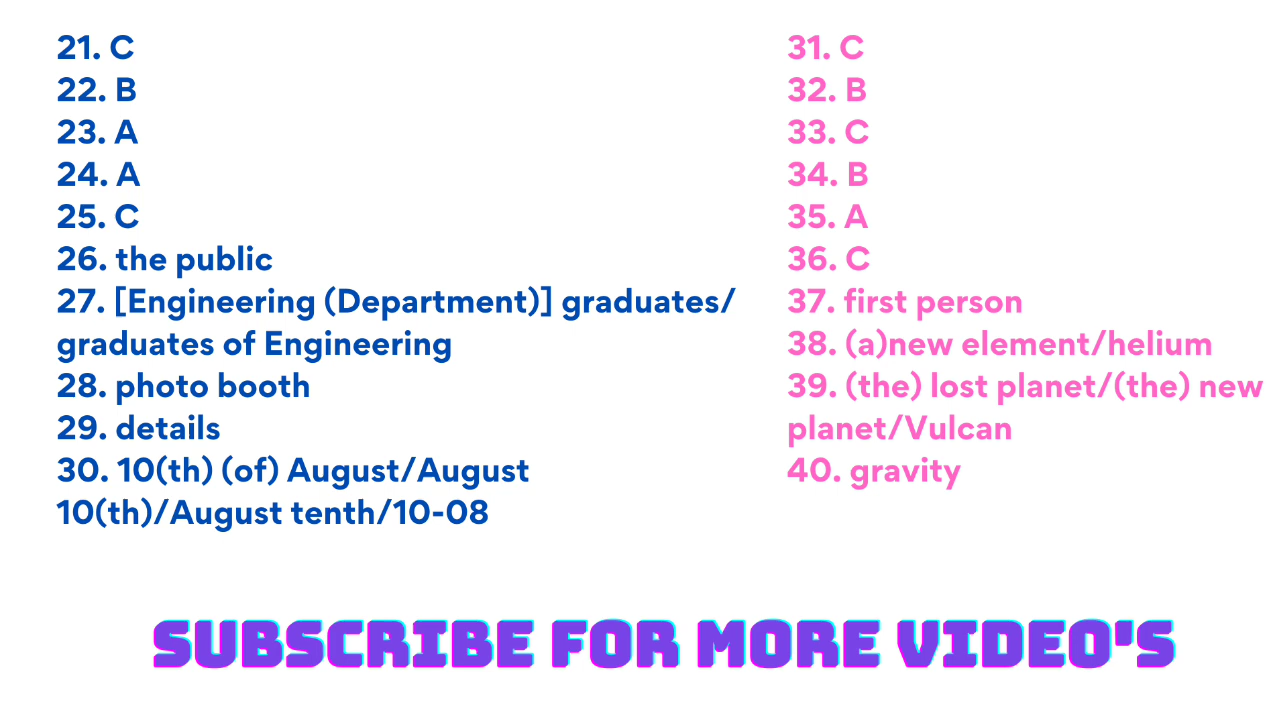 21. C
22. B
23. A
24. A
25. C
26. the public
27. [Engineering (Department)] graduates/
graduates of Engineering
28. photo booth
29. details
30. 10(th) (of) August/August
10(th)/August tenth/10-08
31. C
32. B
33. C
34. B
35. A
36. C
37. first person
38. (a)new element/helium
39. (the) lost planet/(the) new
planet/Vulcan
40. gravity
SUBSCRIBE FOR MORE VIDEO'S